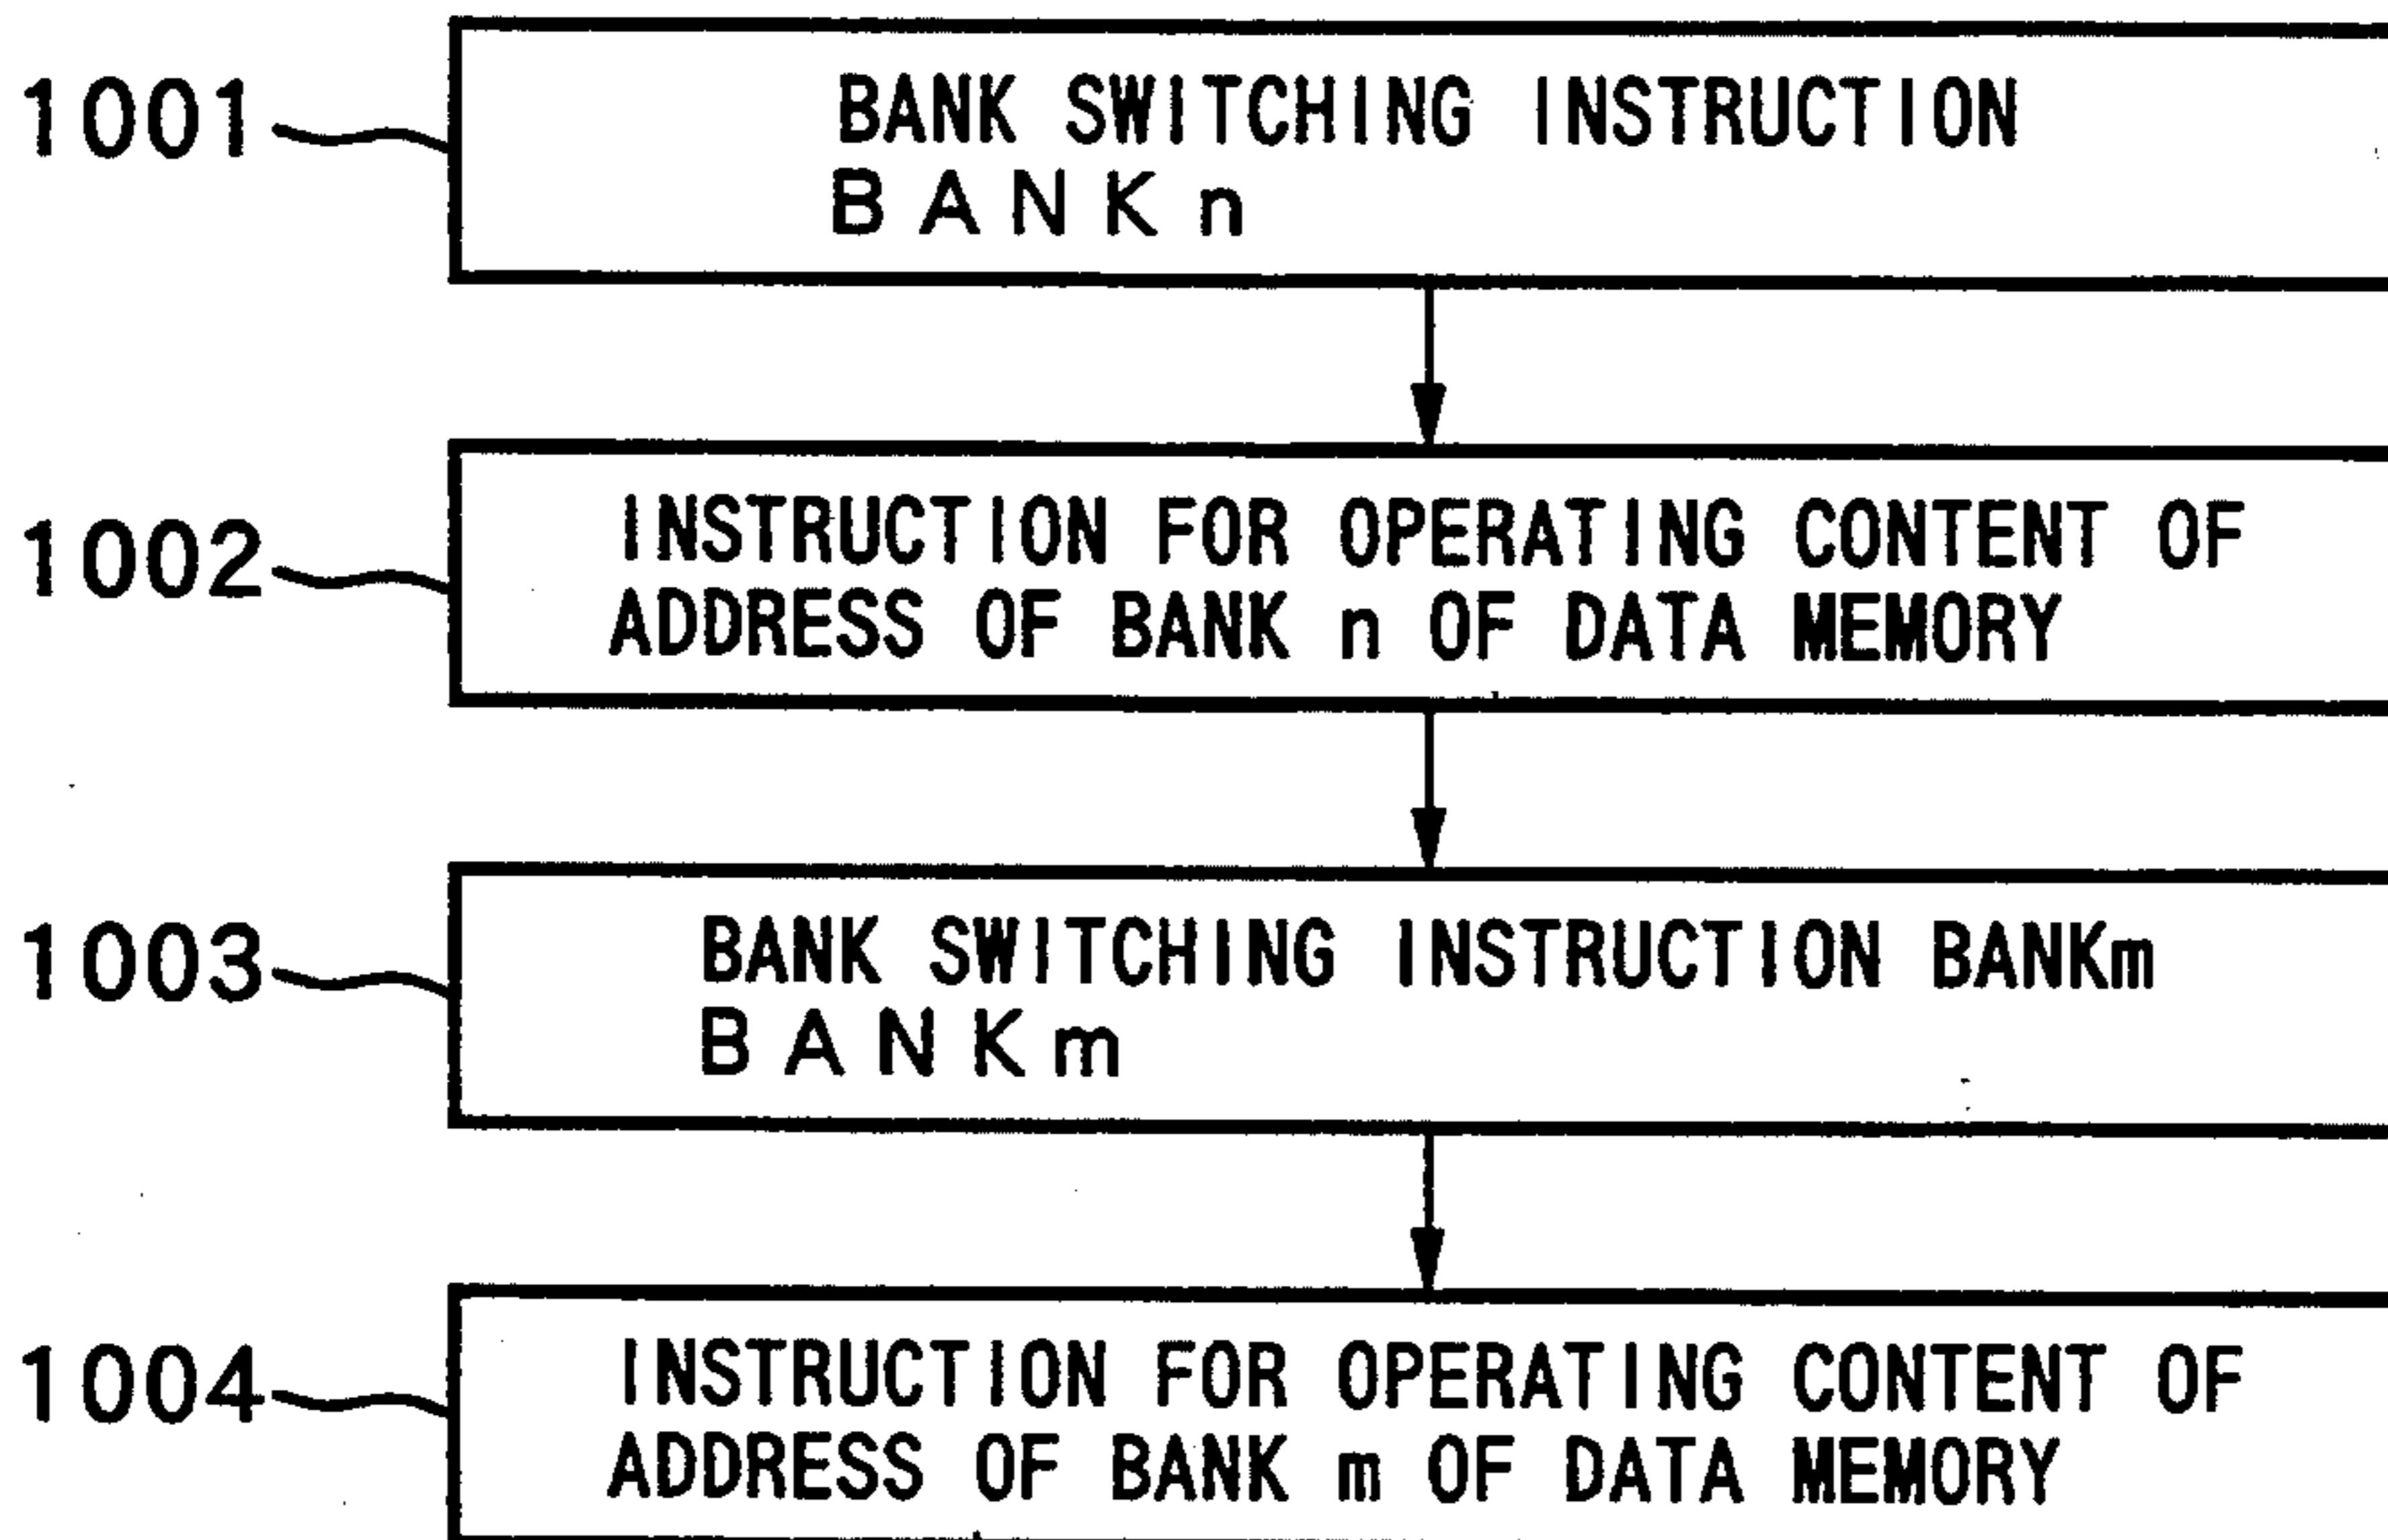 1001
BANK SWITCHING INSTRUCTION
BANKn
1002
INSTRUCTION FOR OPERATING CONTENT OF
ADDRESS OF BANK n OF DATA MEMORY
1003
BANK SWITCHING INSTRUCTION BANKm
BANKm
1004
INSTRUCTION FOR OPERATING CONTENT OF
ADDRESS OF BANK m OF DATA MEMORY